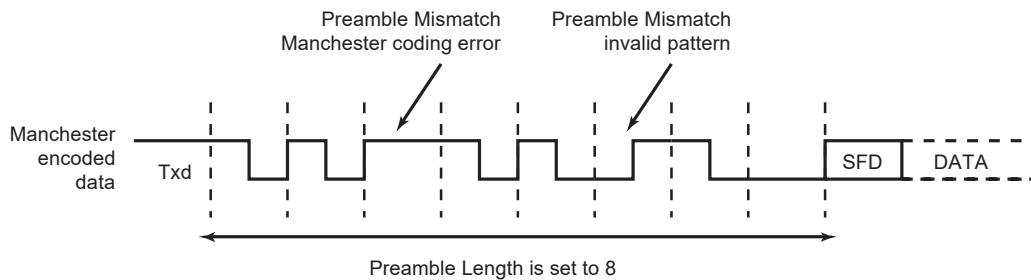 Preamble Mismatch
Manchester coding error
Preamble Mismatch
invalid pattern
Manchester
encoded
data
Txd
SFD
DATA
Preamble Length is set to 8